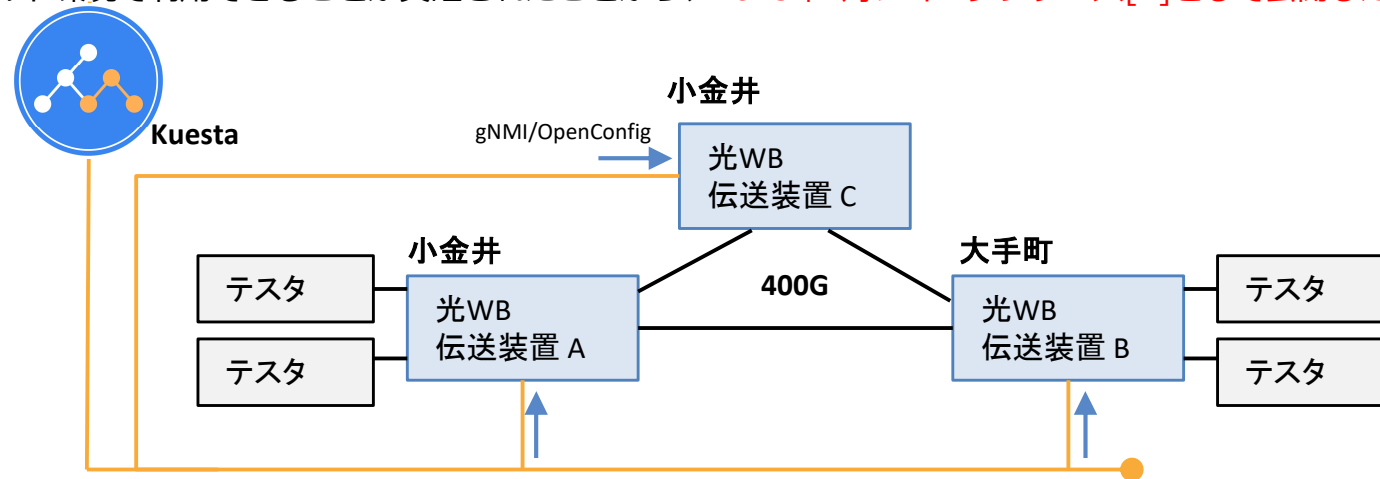 Kuesta
小金井
gNMI/OpenConfig
光WB
伝送装置 C
小金井
大手町
テスタ
光WB
伝送装置 A
400G
光WB
伝送装置 B
テスタ
テスタ
テスタ